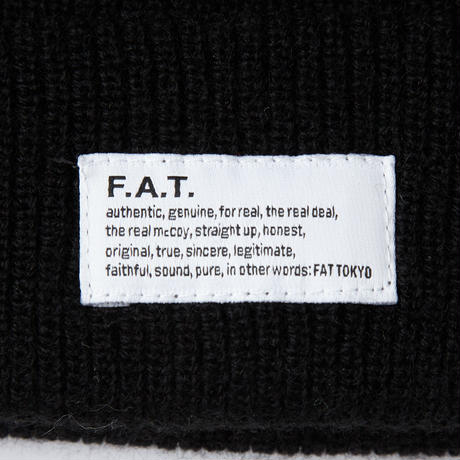 F.A.T.
authentic, genuine, for real, the real deal,
the real mccoy, straight up, honest,
original, true, sincere, legitimate,
faithful, sound, pure, in other words: FAT TOKYO